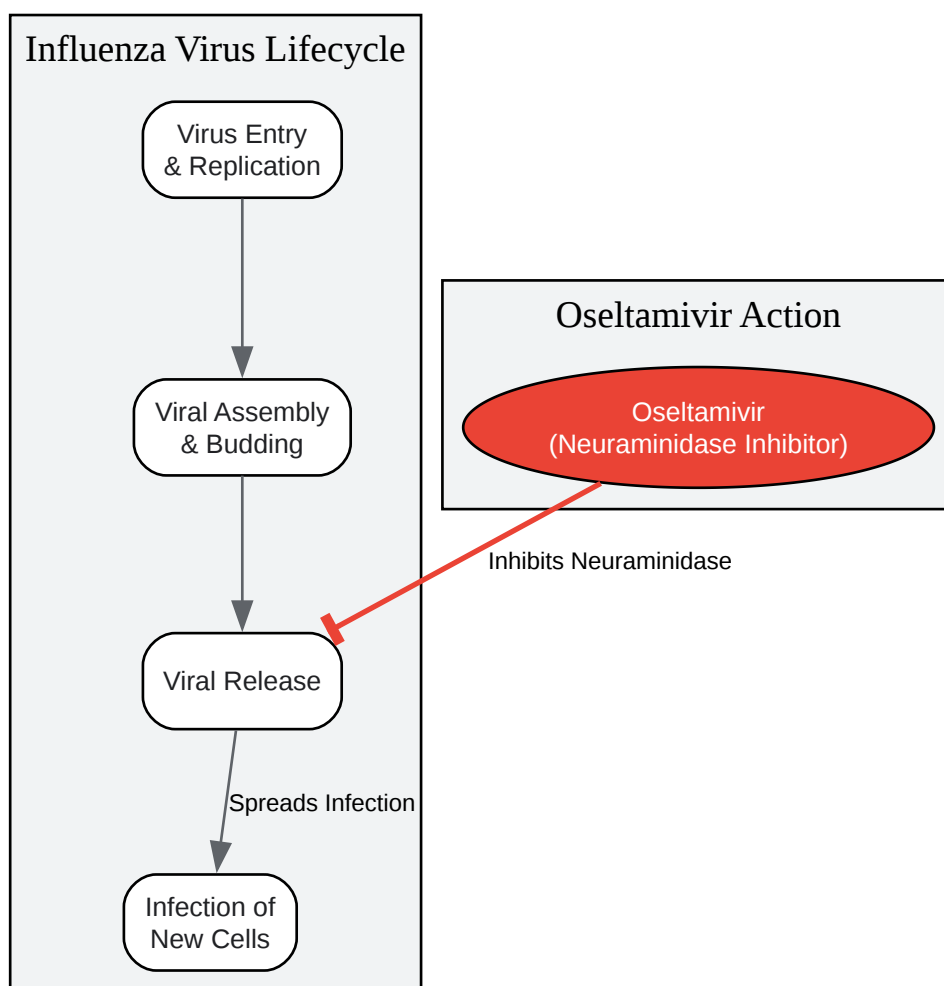 Influenza Virus Lifecycle
Virus Entry
& Replication
Viral Assembly
& Budding
Viral Release
Spreads Infection
Infection of
New Cells
Oseltamivir Action
Oseltamivir
(Neuraminidase Inhibitor)
Inhibits Neuraminidase